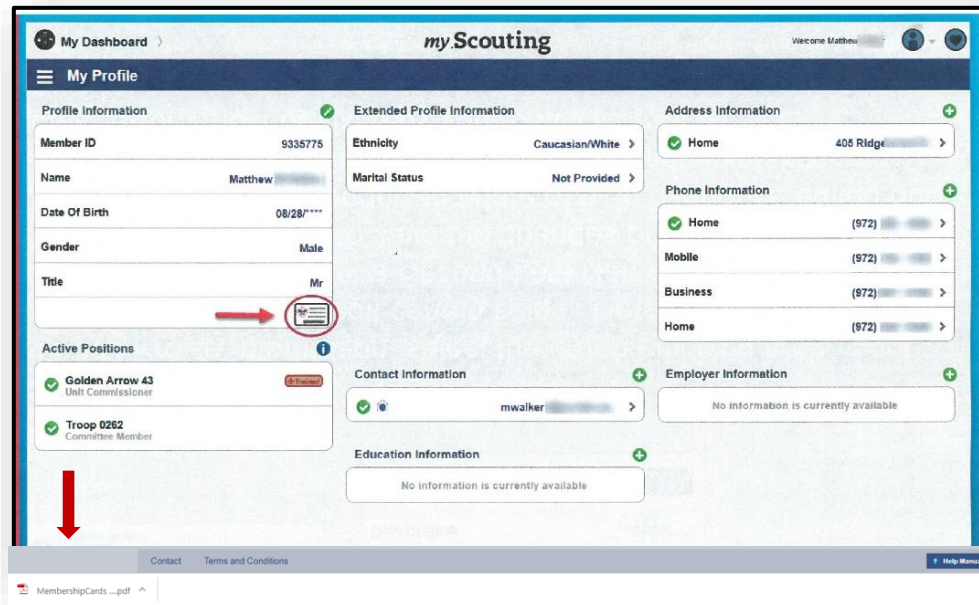 My Dashboard
my.Scouting
Welcome Matthew
My Profile
Profile Information
Member ID 9335775
Name Matthew
Date Of Birth 08/28/****
Gender Male
Title Mr
Active Positions
Golden Arrow 43
Unit Commissioner
Trained
Troop 0262
Committee Member
Extended Profile Information
Ethnicity Caucasian/White
Marital Status Not Provided
Contact Information
mwalker
Education Information
No information is currently available
Address Information
Home 405 Ridge
Phone Information
Home (972)
Mobile (972)
Business (972)
Home (972)
Employer Information
No information is currently available
Contact Terms and Conditions
? Help Manu
MembershipCards ....pdf